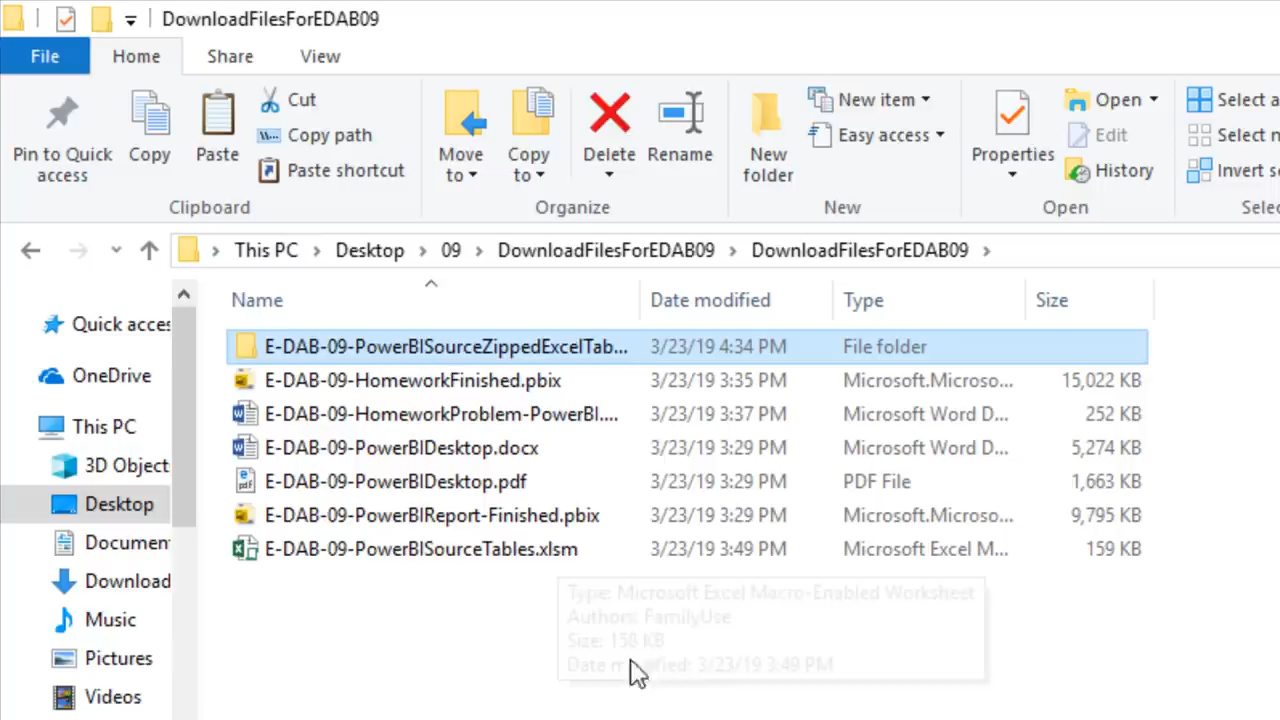 DownloadFilesForEDAB09
File Home Share View
Pin to Quick access
Copy
Paste
Cut
Copy path
Paste shortcut
Clipboard
Move to
Copy to
Delete
Rename
Organize
New folder
New item
Easy access
New
Properties
Open
Edit
History
Open
Select a
Select n
Invert se
Selec
This PC > Desktop > 09 > DownloadFilesForEDAB09 > DownloadFilesForEDAB09 >
Name Date modified Type Size
E-DAB-09-PowerBISourceZippedExcelTab... 3/23/19 4:34 PM File folder
E-DAB-09-HomeworkFinished.pbix 3/23/19 3:35 PM Microsoft.Microso... 15,022 KB
E-DAB-09-HomeworkProblem-PowerBI.... 3/23/19 3:37 PM Microsoft Word D... 252 KB
E-DAB-09-PowerBIDesktop.docx 3/23/19 3:29 PM Microsoft Word D... 5,274 KB
E-DAB-09-PowerBIDesktop.pdf 3/23/19 3:29 PM PDF File 1,663 KB
E-DAB-09-PowerBIReport-Finished.pbix 3/23/19 3:29 PM Microsoft.Microso... 9,795 KB
E-DAB-09-PowerBISourceTables.xlsm 3/23/19 3:49 PM Microsoft Excel M... 159 KB
Quick acces
OneDrive
This PC
3D Object
Desktop
Documen
Download
Music
Pictures
Videos
Type: Microsoft Excel Macro-Enabled Worksheet
Authors: FamilyUse
Size: 158 KB
Date modified: 3/23/19 3:49 PM